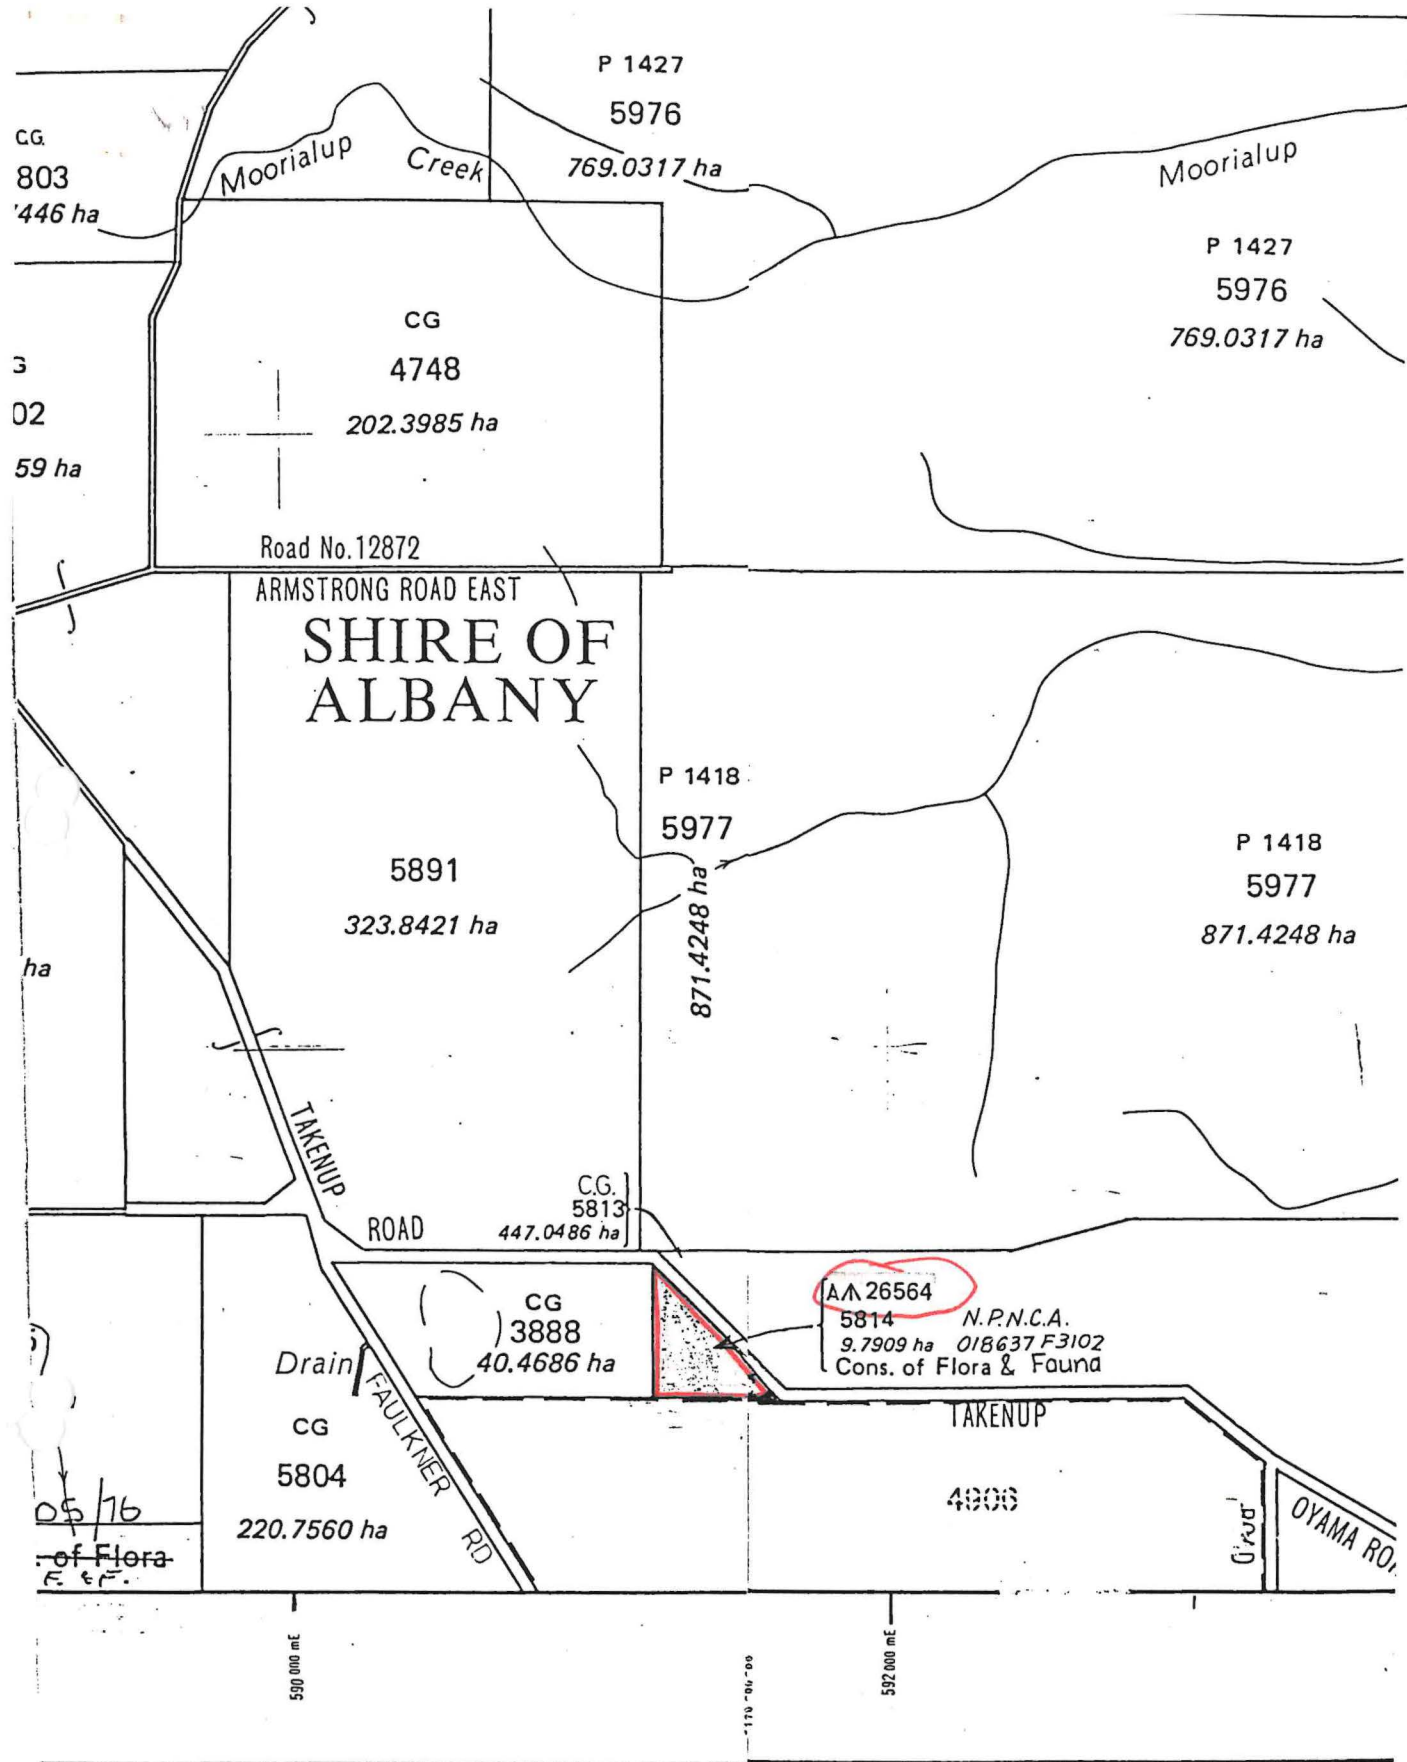 P 1427
5976
769.0317 ha
C.G.
803
446 ha
Moorialup Creek
Moorialup
P 1427
5976
769.0317 ha
CG
4748
202.3985 ha
G
02
59 ha
Road No.12872
ARMSTRONG ROAD EAST
SHIRE OF
ALBANY
P 1418
5977
871.4248 ha
5891
323.8421 ha
P 1418
5977
871.4248 ha
ha
TAKENUP
ROAD
C.G.
5813
447.0486 ha
CG
3888
40.4686 ha
A 26564
5814 N.P.N.C.A.
9.7909 ha 018637 F3102
Cons. of Flora & Fauna
Drain
FAULKNER
RD
CG
5804
220.7560 ha
TAKENUP
4906
OYAMA RO
05/76
. of Flora
F. & F.
590 000 mE
592 000 mE